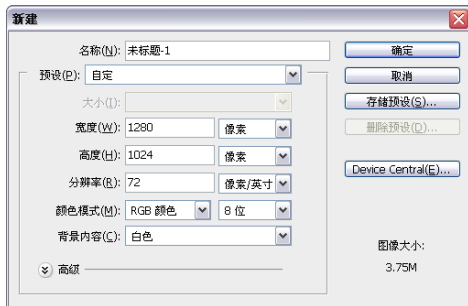 新建
名称(N): 未标题-1
确定
预设(P): 自定
取消
大小(I):
存储预设(S)...
宽度(W): 1280 像素
删除预设(D)...
高度(H): 1024 像素
分辨率(R): 72 像素/英寸
Device Central(E)...
颜色模式(M): RGB 颜色 8 位
背景内容(C): 白色
图像大小:
高级
3.75M